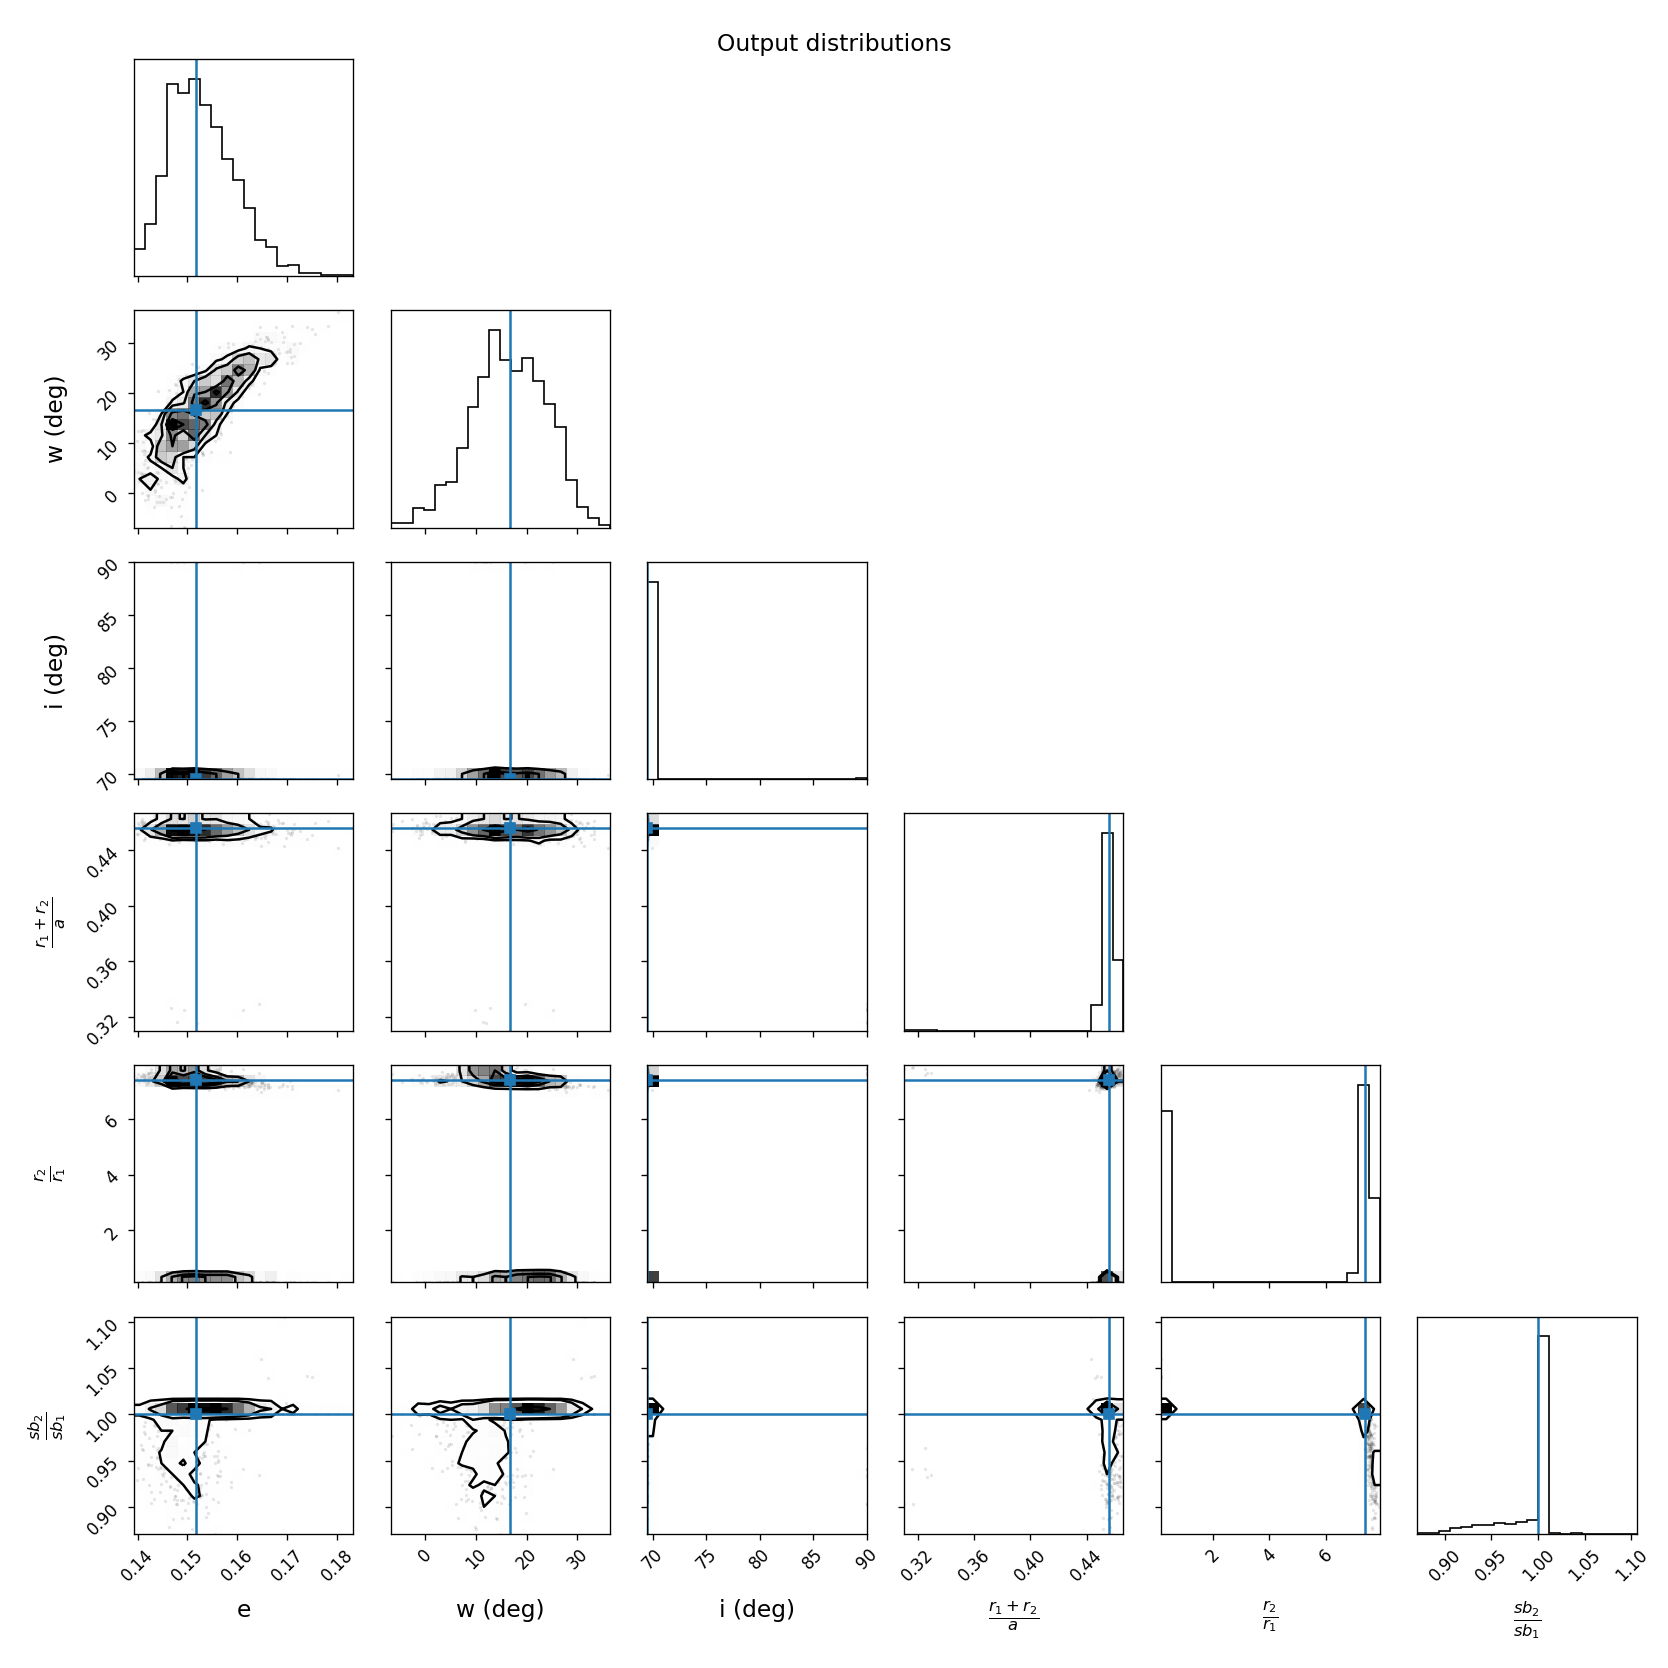 Output distributions
w (deg)
30
20
10
0
i (deg)
90
85
80
75
70
r₁ + r₂
a
0.44
0.40
0.36
0.32
r₂
r₁
6
4
2
sb₂
sb₁
1.10
1.05
1.00
0.95
0.90
0.14 0.15 0.16 0.17 0.18 0 10 20 30 70 75 80 85 90 0.32 0.36 0.40 0.44 2 4 6 0.90 0.95 1.00 1.05 1.10
e w (deg) i (deg) r₁ + r₂ r₂ sb₂
a r₁ sb₁